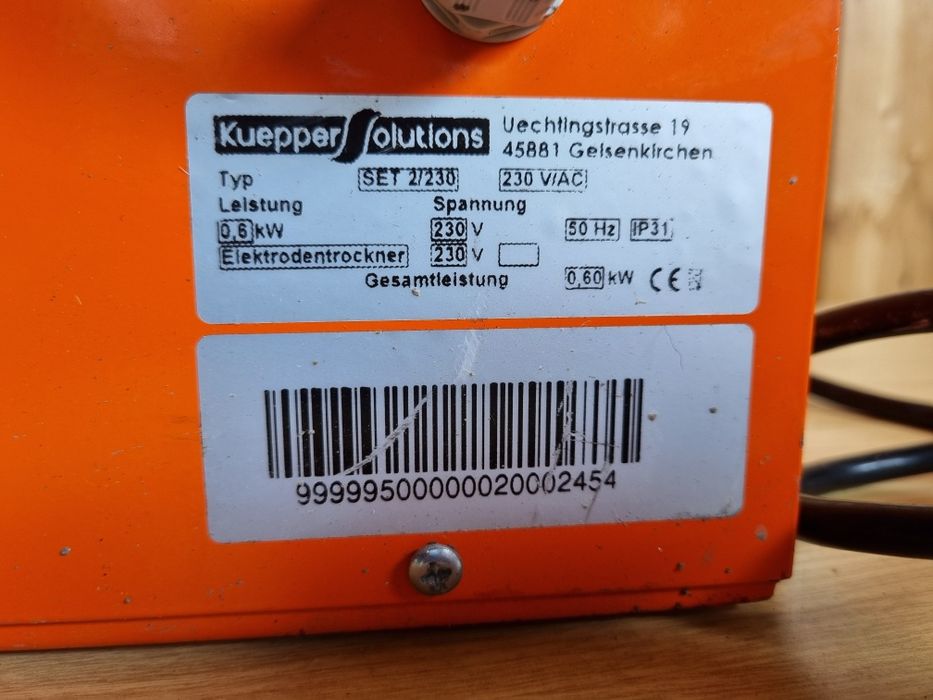 Kuepper Solutions
Uechtingstrasse 19
45881 Gelsenkirchen
Typ SET 2/230 230 V/AC
Leistung Spannung
0,6 kW 230 V 50 Hz IP31
Elektrodentrockner 230 V
Gesamtleistung 0,60 kW CE
99999500000020002454